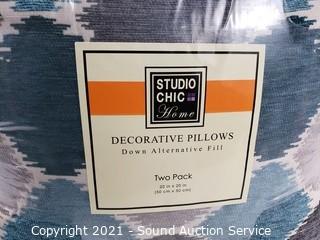 STUDIO
CHIC
Home
DECORATIVE PILLOWS
Down Alternative Fill
Two Pack
20 in x 20 in
(50 cm x 50 cm)
Copyright 2021 - Sound Auction Service